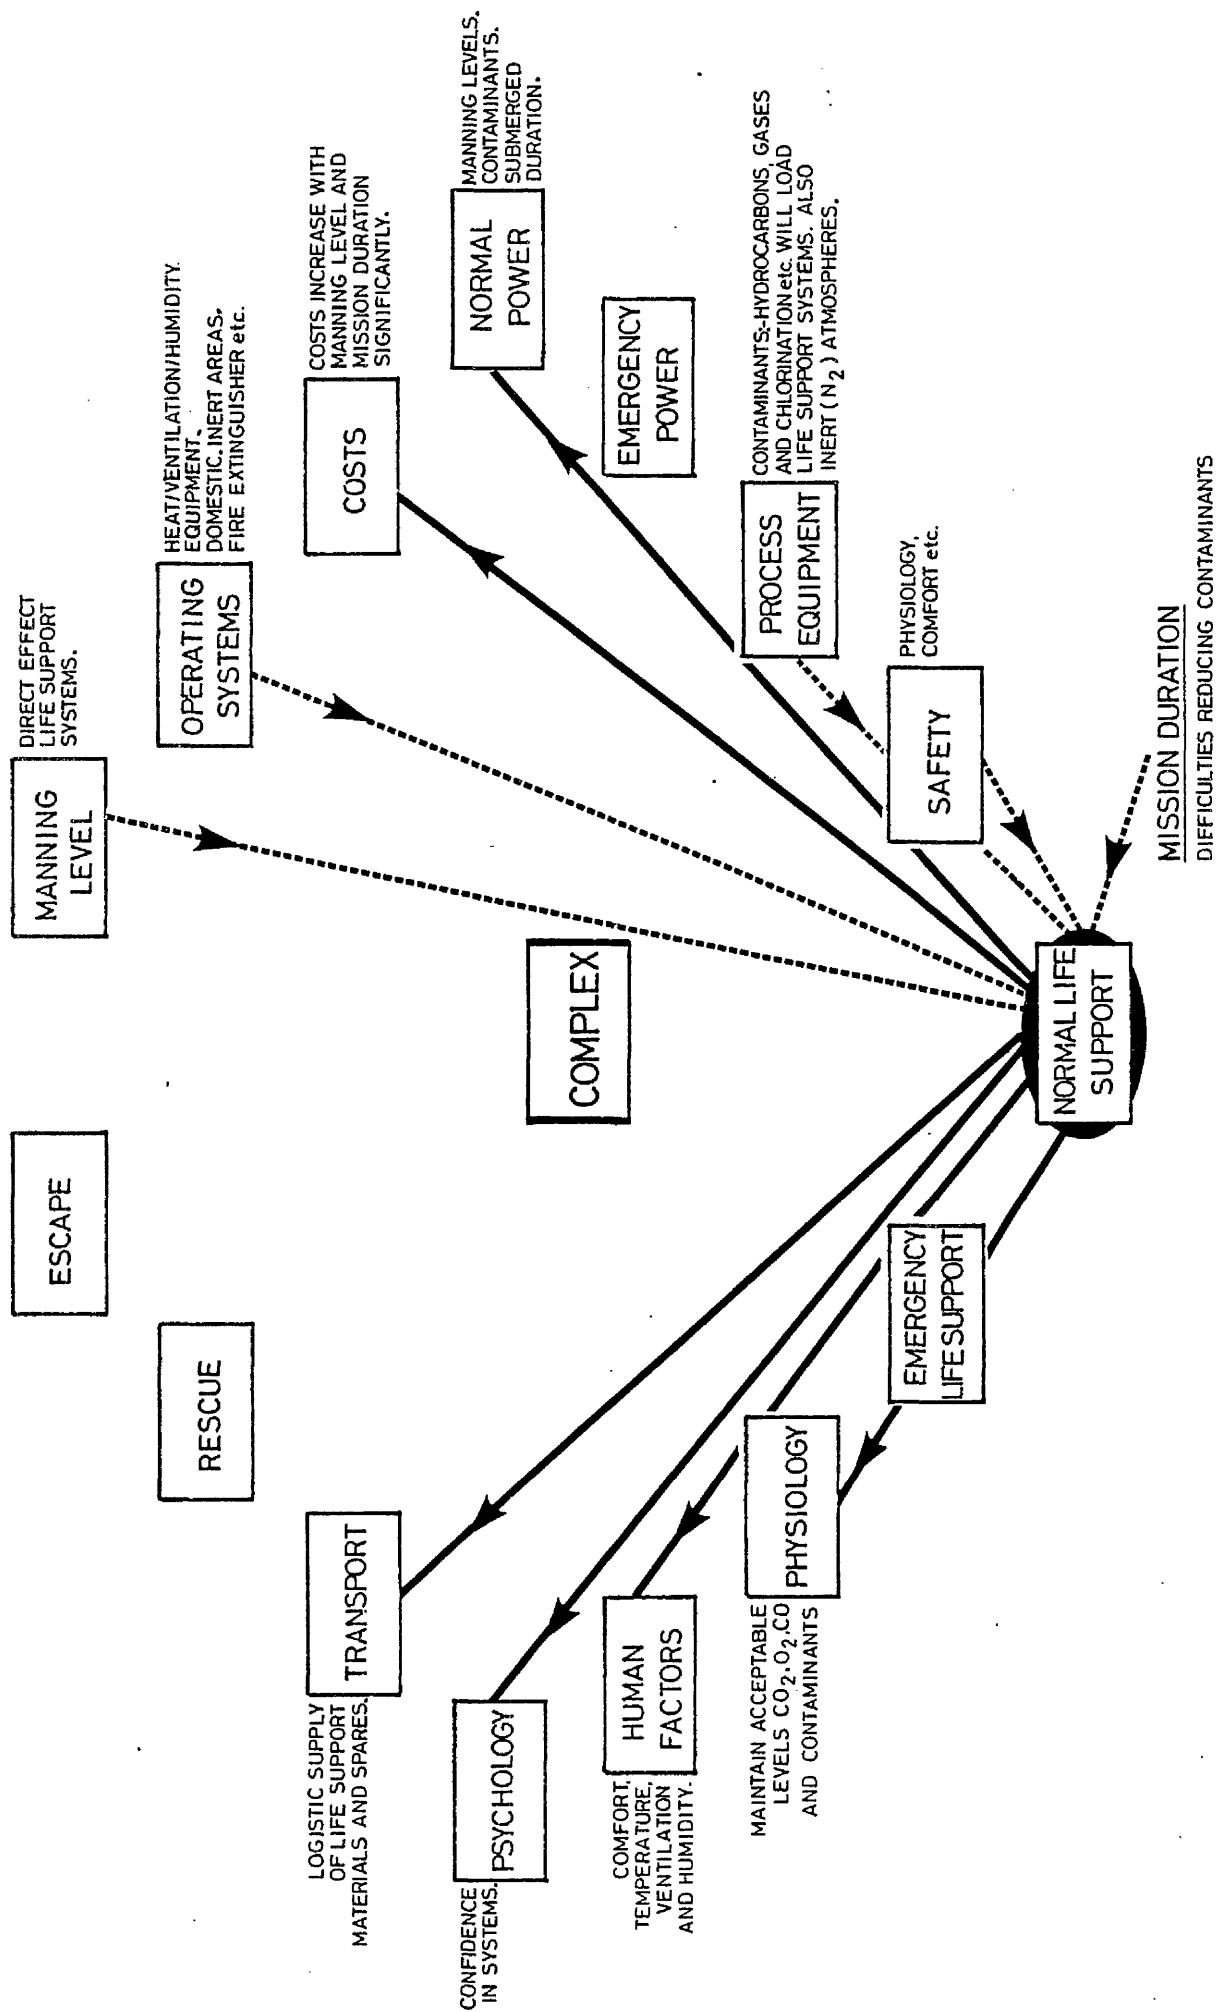 ESCAPE
MANNING
LEVEL
DIRECT EFFECT
LIFE SUPPORT
SYSTEMS.
RESCUE
OPERATING
SYSTEMS
HEAT/VENTILATION/HUMIDITY.
EQUIPMENT.
DOMESTIC. INERT AREAS.
FIRE EXTINGUISHER etc.
LOGISTIC SUPPLY
OF LIFE SUPPORT
MATERIALS AND SPARES.
TRANSPORT
COSTS
COSTS INCREASE WITH
MANNING LEVEL AND
MISSION DURATION
SIGNIFICANTLY.
CONFIDENCE
IN SYSTEMS.
PSYCHOLOGY
COMPLEX
NORMAL
POWER
MANNING LEVELS.
CONTAMINANTS.
SUBMERGED
DURATION.
COMFORT,
TEMPERATURE,
VENTILATION
AND HUMIDITY.
HUMAN
FACTORS
EMERGENCY
POWER
MAINTAIN ACCEPTABLE
LEVELS CO₂.O₂.CO
AND CONTAMINANTS
PHYSIOLOGY
PROCESS
EQUIPMENT
CONTAMINANTS:-HYDROCARBONS, GASES
AND CHLORINATION etc. WILL LOAD
LIFE SUPPORT SYSTEMS. ALSO
INERT (N₂) ATMOSPHERES.
EMERGENCY
LIFE SUPPORT
SAFETY
PHYSIOLOGY,
COMFORT etc.
NORMAL LIFE
SUPPORT
MISSION DURATION
DIFFICULTIES REDUCING CONTAMINANTS